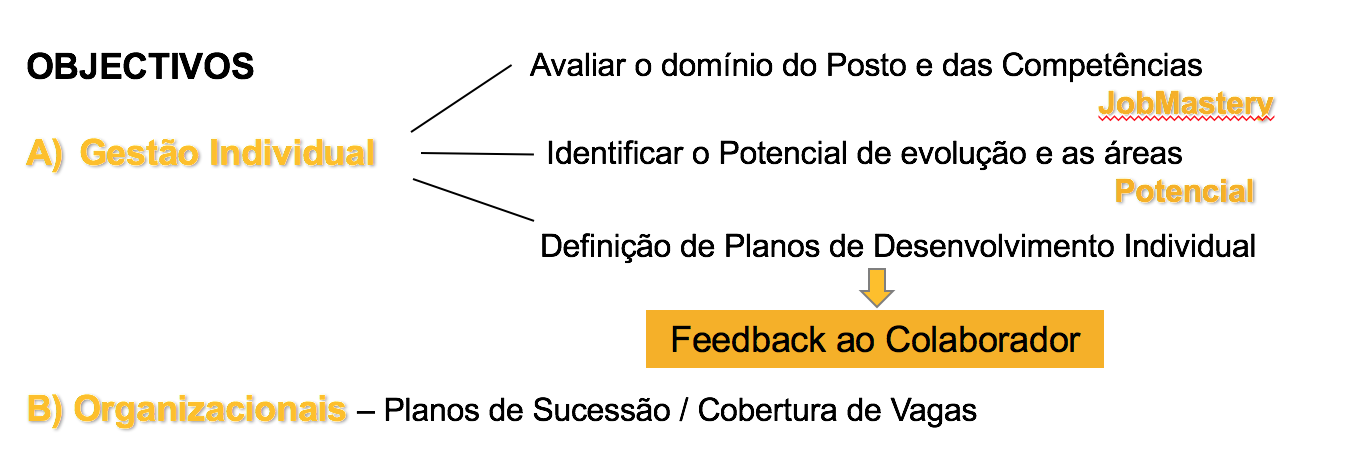 OBJECTIVOS
Avaliar o domínio do Posto e das Competências
JobMastery
A) Gestão Individual
Identificar o Potencial de evolução e as áreas
Potencial
Definição de Planos de Desenvolvimento Individual
Feedback ao Colaborador
B) Organizacionais – Planos de Sucessão / Cobertura de Vagas